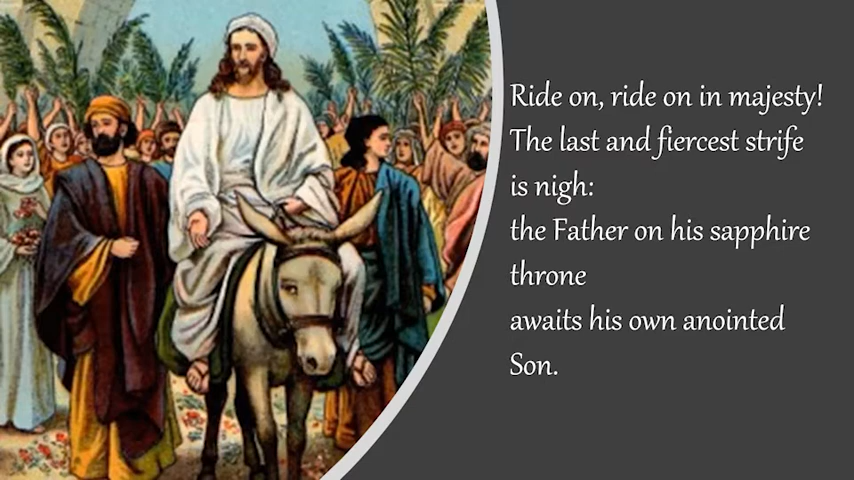 Ride on, ride on in majesty!
The last and fiercest strife
is nigh:
the Father on his sapphire
throne
awaits his own anointed
Son.